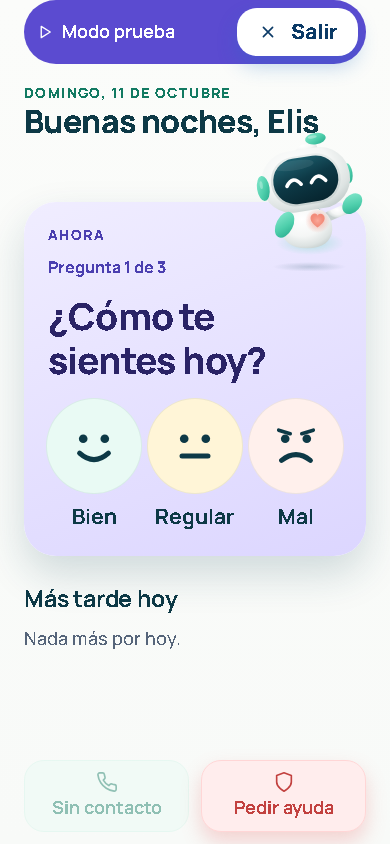 Modo prueba
Salir
DOMINGO, 11 DE OCTUBRE
Buenas noches, Elis
AHORA
Pregunta 1 de 3
¿Cómo te
sientes hoy?
Bien
Regular
Mal
Más tarde hoy
Nada más por hoy.
Sin contacto
Pedir ayuda